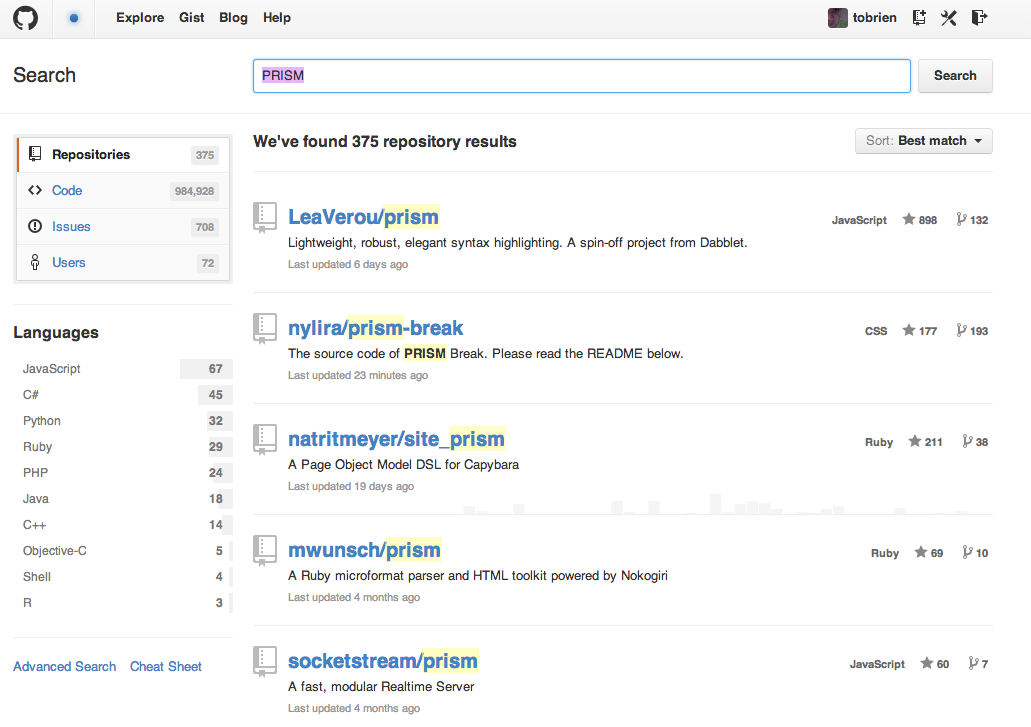 Explore Gist Blog Help tobrien
Search PRISM Search
Repositories 375
Code 984,928
Issues 708
Users 72
Languages
JavaScript 67
C# 45
Python 32
Ruby 29
PHP 24
Java 18
C++ 14
Objective-C 5
Shell 4
R 3
Advanced Search Cheat Sheet
We've found 375 repository results Sort: Best match
LeaVerou/prism JavaScript 898 132
Lightweight, robust, elegant syntax highlighting. A spin-off project from Dabblet.
Last updated 6 days ago
nylira/prism-break CSS 177 193
The source code of PRISM Break. Please read the README below.
Last updated 23 minutes ago
natritmeyer/site_prism Ruby 211 38
A Page Object Model DSL for Capybara
Last updated 19 days ago
mwunsch/prism Ruby 69 10
A Ruby microformat parser and HTML toolkit powered by Nokogiri
Last updated 4 months ago
socketstream/prism JavaScript 60 7
A fast, modular Realtime Server
Last updated 4 months ago